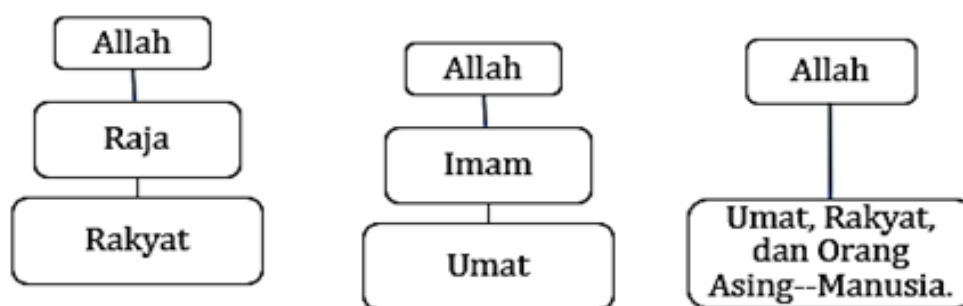 Allah
Raja
Rakyat
Allah
Imam
Umat
Allah
Umat, Rakyat,
dan Orang
Asing--Manusia.